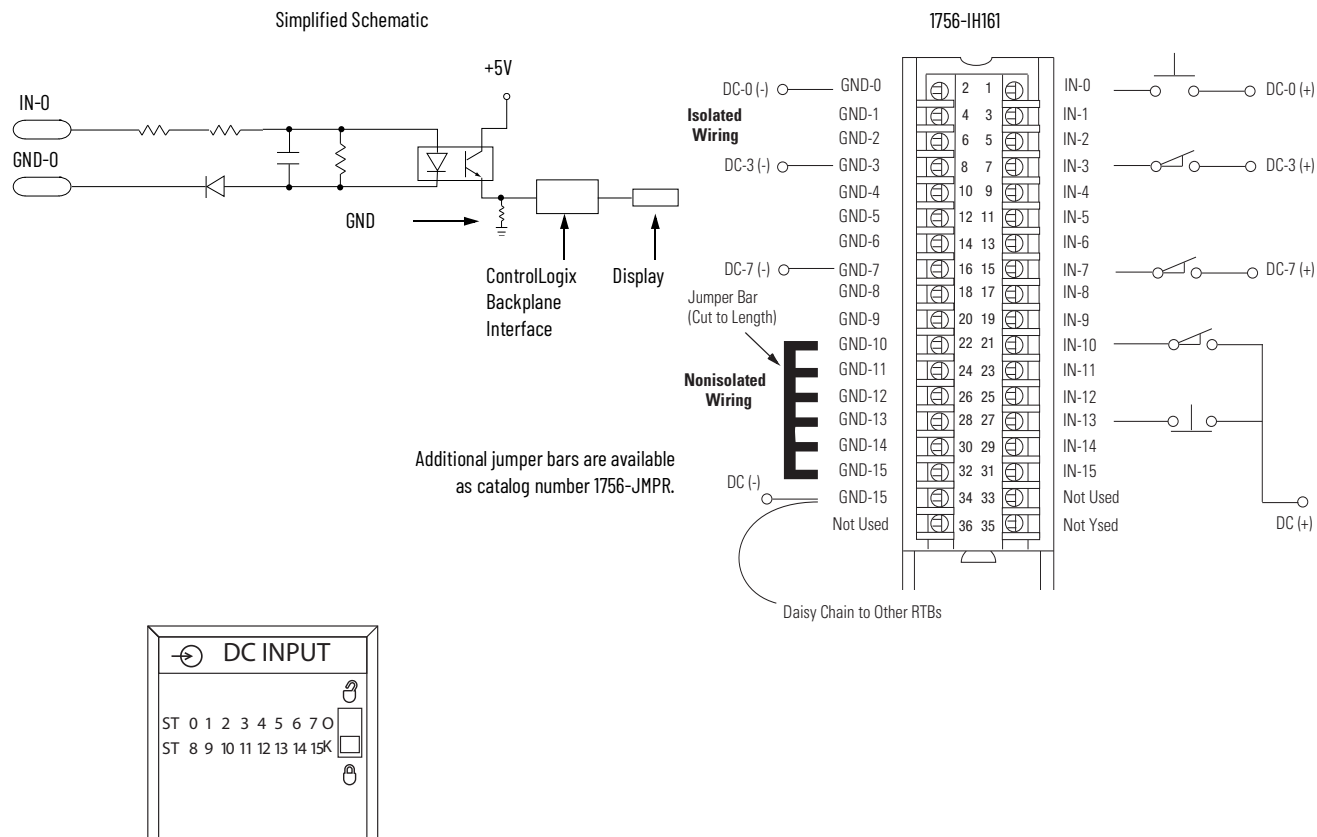 Simplified Schematic
IN-0
GND-0
+5V
GND
ControlLogix
Backplane
Interface
Display
Additional jumper bars are available
as catalog number 1756-JMPR.
1756-IH161
DC-0 (-) GND-0 2 1 IN-0 DC-0 (+)
Isolated
Wiring
GND-1 4 3 IN-1
GND-2 6 5 IN-2
DC-3 (-) GND-3 8 7 IN-3 DC-3 (+)
GND-4 10 9 IN-4
GND-5 12 11 IN-5
GND-6 14 13 IN-6
DC-7 (-) GND-7 16 15 IN-7 DC-7 (+)
GND-8 18 17 IN-8
Jumper Bar
(Cut to Length)
GND-9 20 19 IN-9
GND-10 22 21 IN-10
GND-11 24 23 IN-11
Nonisolated
Wiring
GND-12 26 25 IN-12
GND-13 28 27 IN-13
GND-14 30 29 IN-14
GND-15 32 31 IN-15
DC (-) GND-15 34 33 Not Used
Not Used 36 35 Not Ysed
DC (+)
Daisy Chain to Other RTBs
DC INPUT
ST 0 1 2 3 4 5 6 7 O
ST 8 9 10 11 12 13 14 15 K